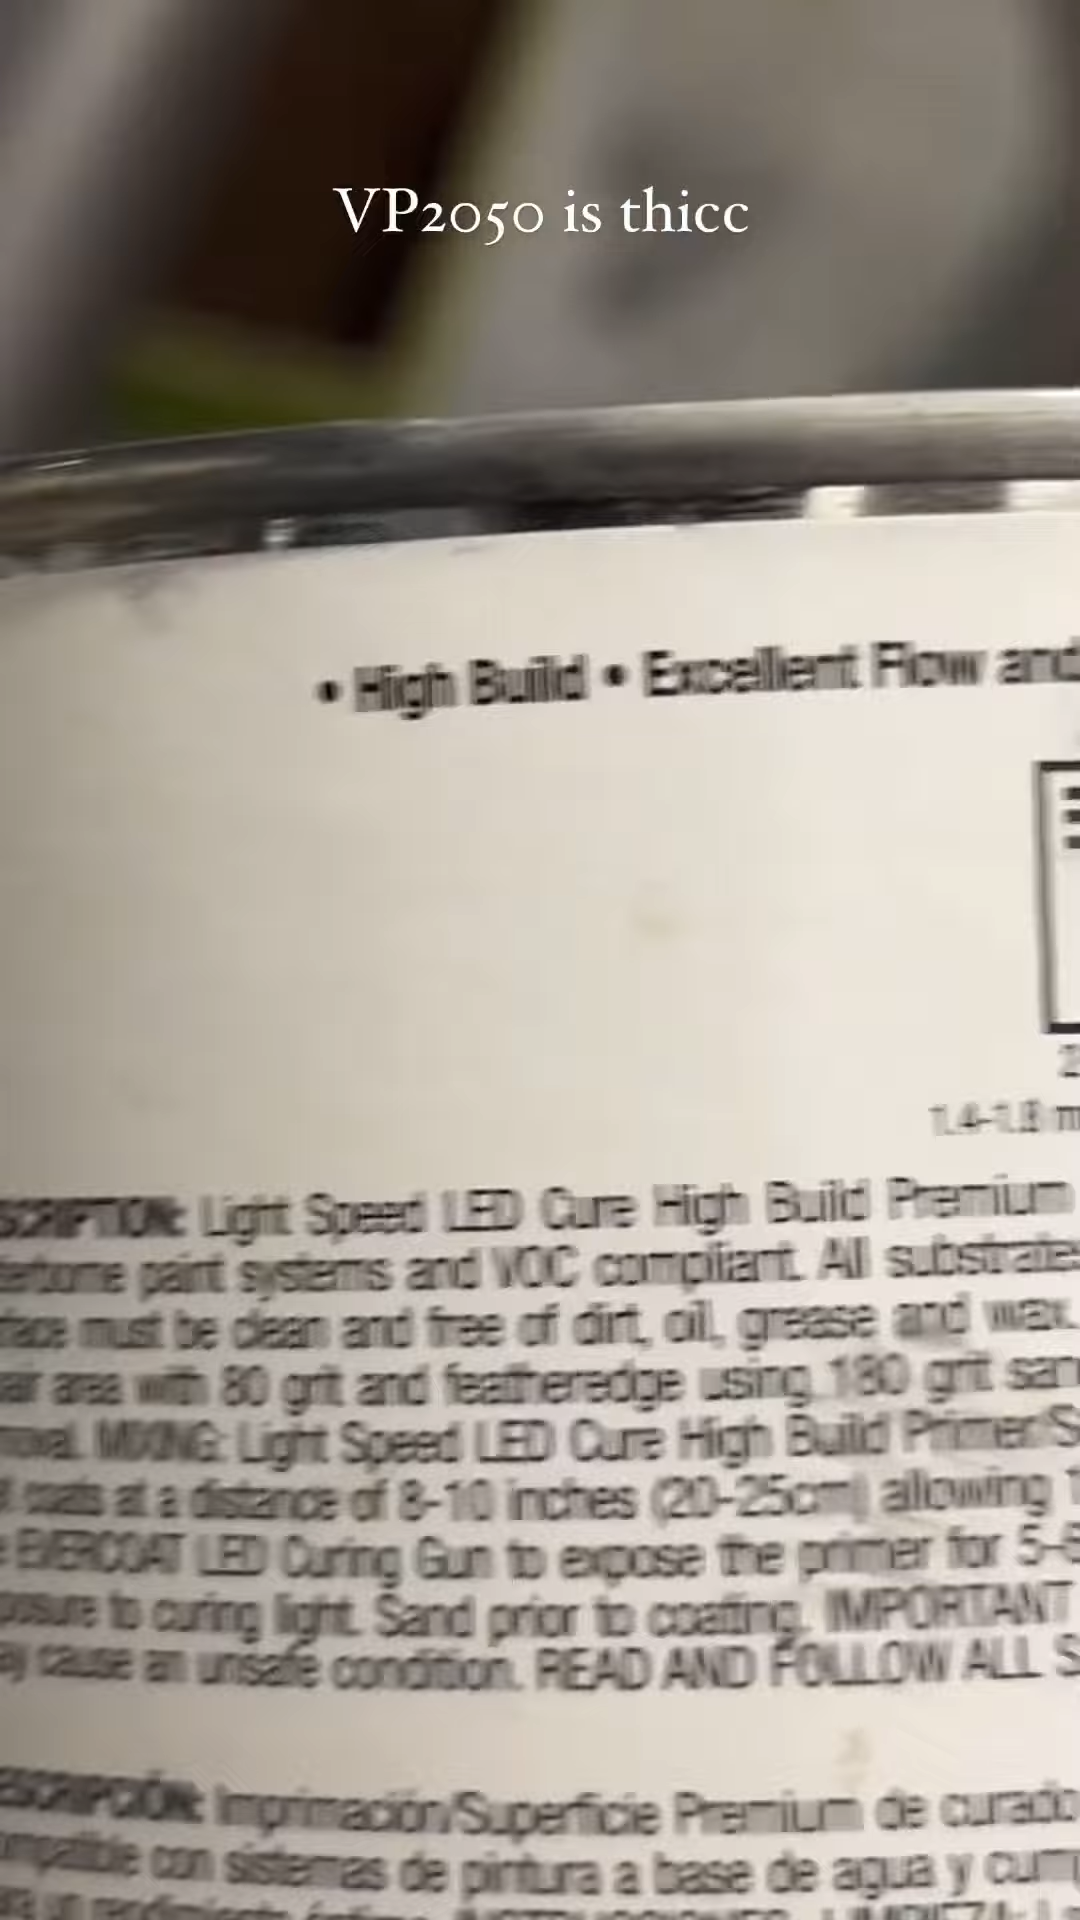 VP2050 is thicc
• High Build • Excellent Flow and
1.4-1.8
Light Speed LED Cure High Build Premium
paint systems and VOC compliant. All substrates
must be clean and free of dirt, oil, grease and wax.
area with 80 grit and featheredge using 180 grit
MIXING: Light Speed LED Cure High Build Primer/S
coats at a distance of 8-10 inches (20-25cm) allowing
EVERCOAT LED Curing Gun to expose the primer for 5-6
to curing light. Sand prior to coating. IMPORTANT
cause an unsafe condition. READ AND FOLLOW ALL S
Imprimación/Superficie Premium de curado
con sistemas de pintura a base de agua y
un rendimiento